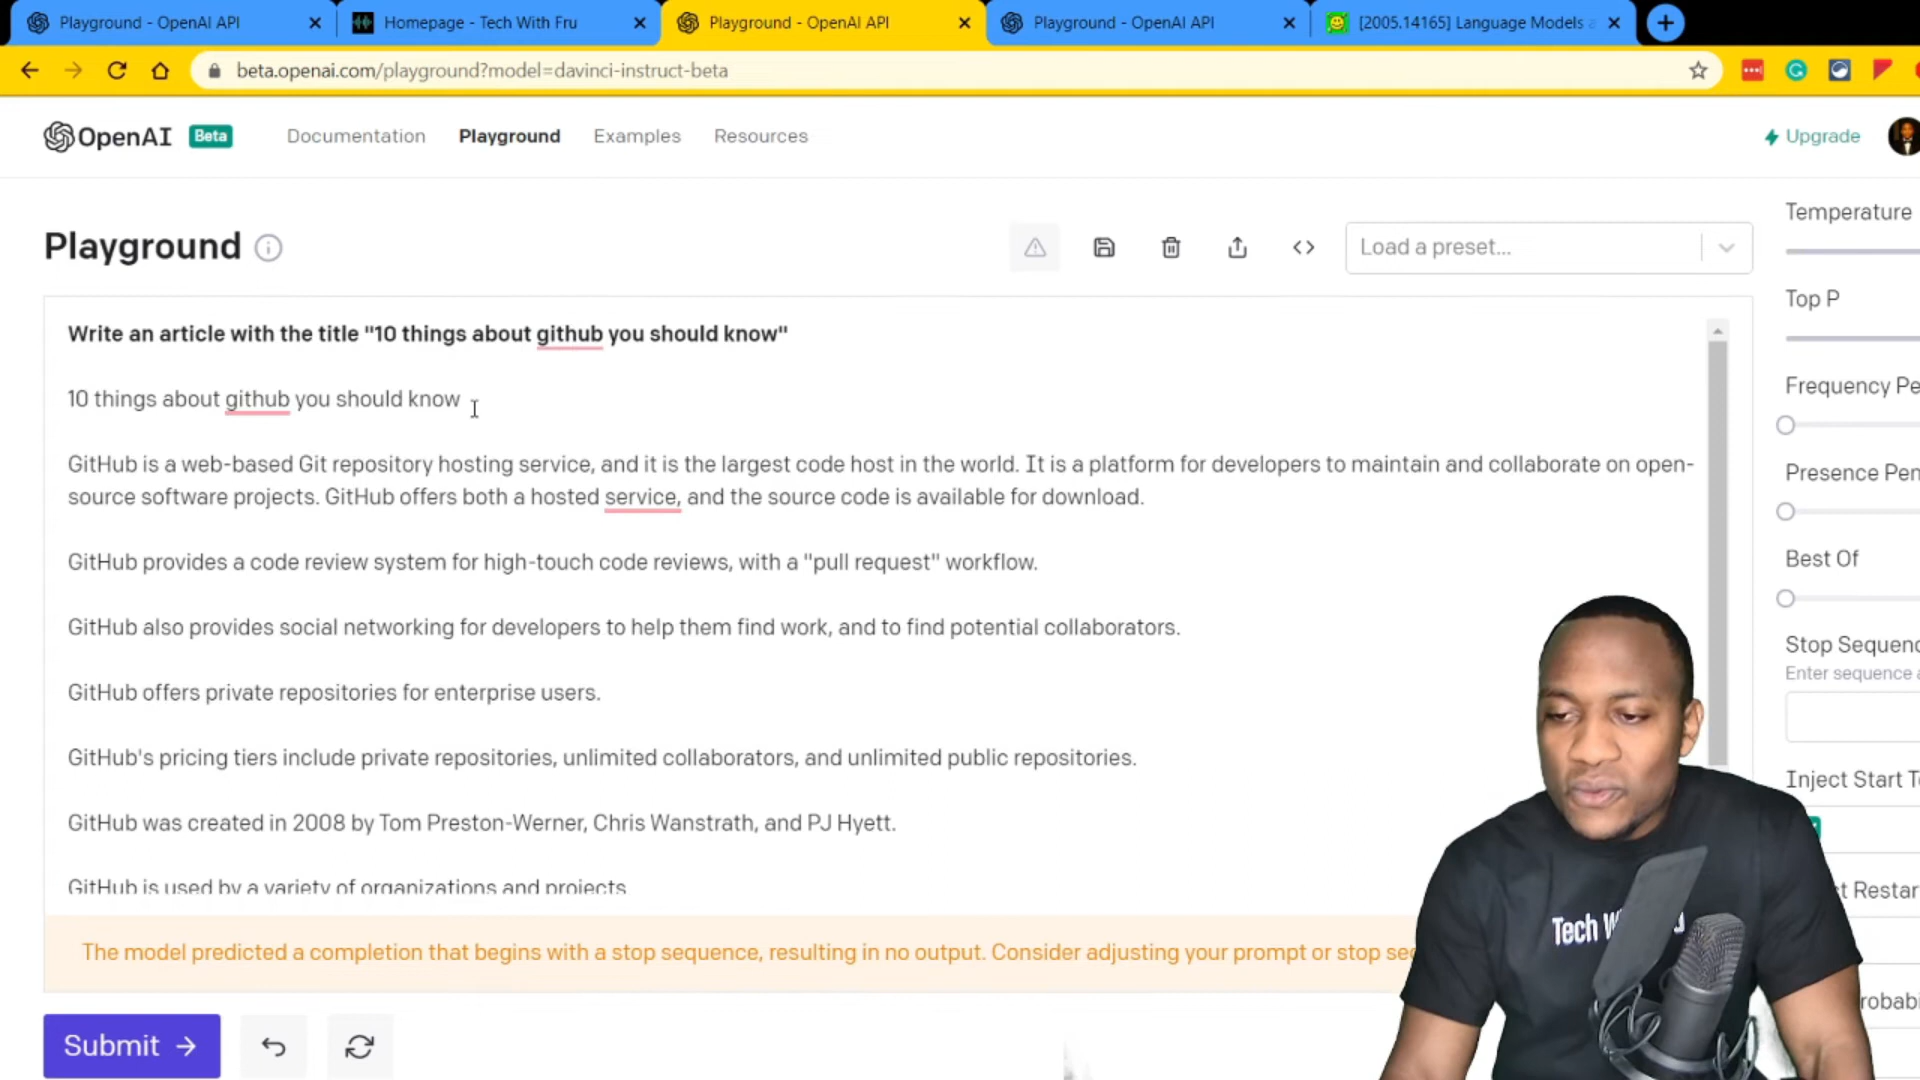 Playground - OpenAI API
Homepage - Tech With Fru
Playground - OpenAI API
Playground - OpenAI API
[2005.14165] Language Models
beta.openai.com/playground?model=davinci-instruct-beta
OpenAI Beta Documentation Playground Examples Resources Upgrade
Playground
Load a preset...
Temperature
Top P
Frequency Pe
Presence Pen
Best Of
Stop Sequenc
Enter sequence a
Inject Start Te
t Restar
robabi
Write an article with the title "10 things about github you should know"
10 things about github you should know
GitHub is a web-based Git repository hosting service, and it is the largest code host in the world. It is a platform for developers to maintain and collaborate on open-
source software projects. GitHub offers both a hosted service, and the source code is available for download.
GitHub provides a code review system for high-touch code reviews, with a "pull request" workflow.
GitHub also provides social networking for developers to help them find work, and to find potential collaborators.
GitHub offers private repositories for enterprise users.
GitHub's pricing tiers include private repositories, unlimited collaborators, and unlimited public repositories.
GitHub was created in 2008 by Tom Preston-Werner, Chris Wanstrath, and PJ Hyett.
GitHub is used by a variety of organizations and projects
The model predicted a completion that begins with a stop sequence, resulting in no output. Consider adjusting your prompt or stop sec
Submit
Tech W